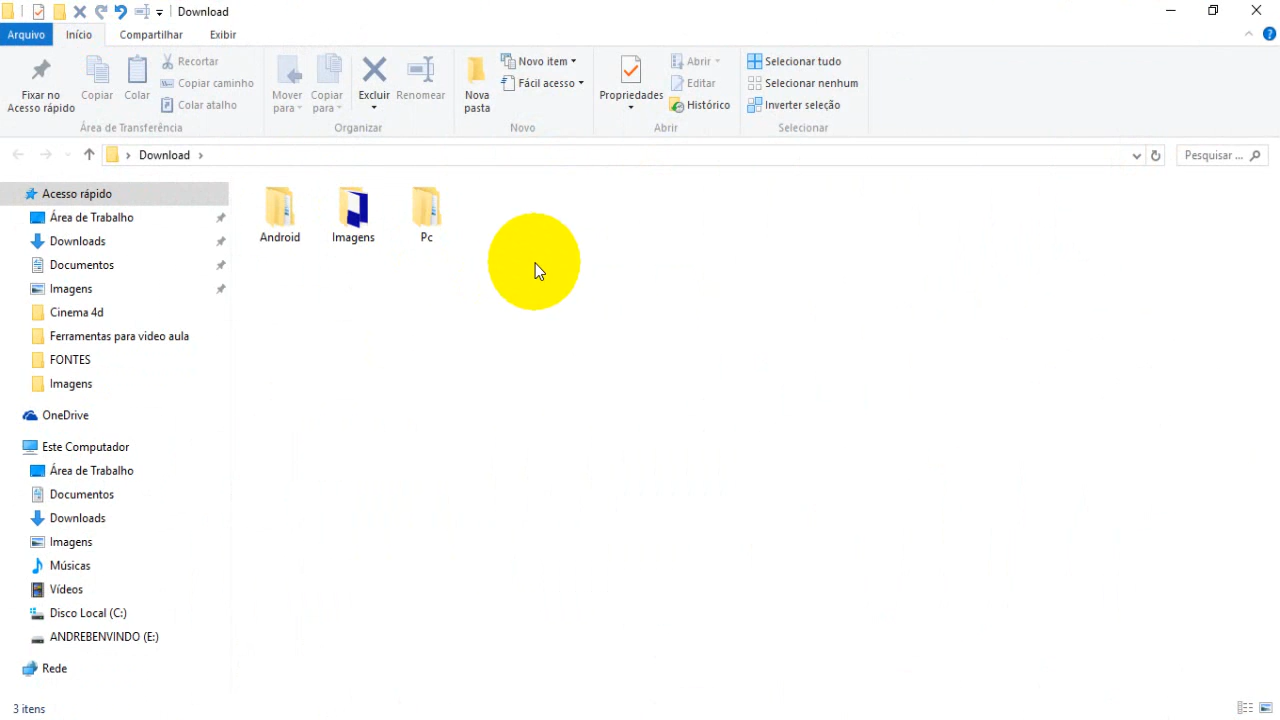 Download
Arquivo
Início
Compartilhar
Exibir
Fixar no
Acesso rápido
Copiar
Colar
Recortar
Copiar caminho
Colar atalho
Área de Transferência
Mover
para
Copiar
para
Excluir
Renomear
Organizar
Nova
pasta
Novo item
Fácil acesso
Novo
Propriedades
Abrir
Editar
Histórico
Abrir
Selecionar tudo
Selecionar nenhum
Inverter seleção
Selecionar
Download
Pesquisar ...
Acesso rápido
Área de Trabalho
Downloads
Documentos
Imagens
Cinema 4d
Ferramentas para video aula
FONTES
Imagens
OneDrive
Este Computador
Área de Trabalho
Documentos
Downloads
Imagens
Músicas
Vídeos
Disco Local (C:)
ANDREBENVINDO (E:)
Rede
Android
Imagens
Pc
3 itens